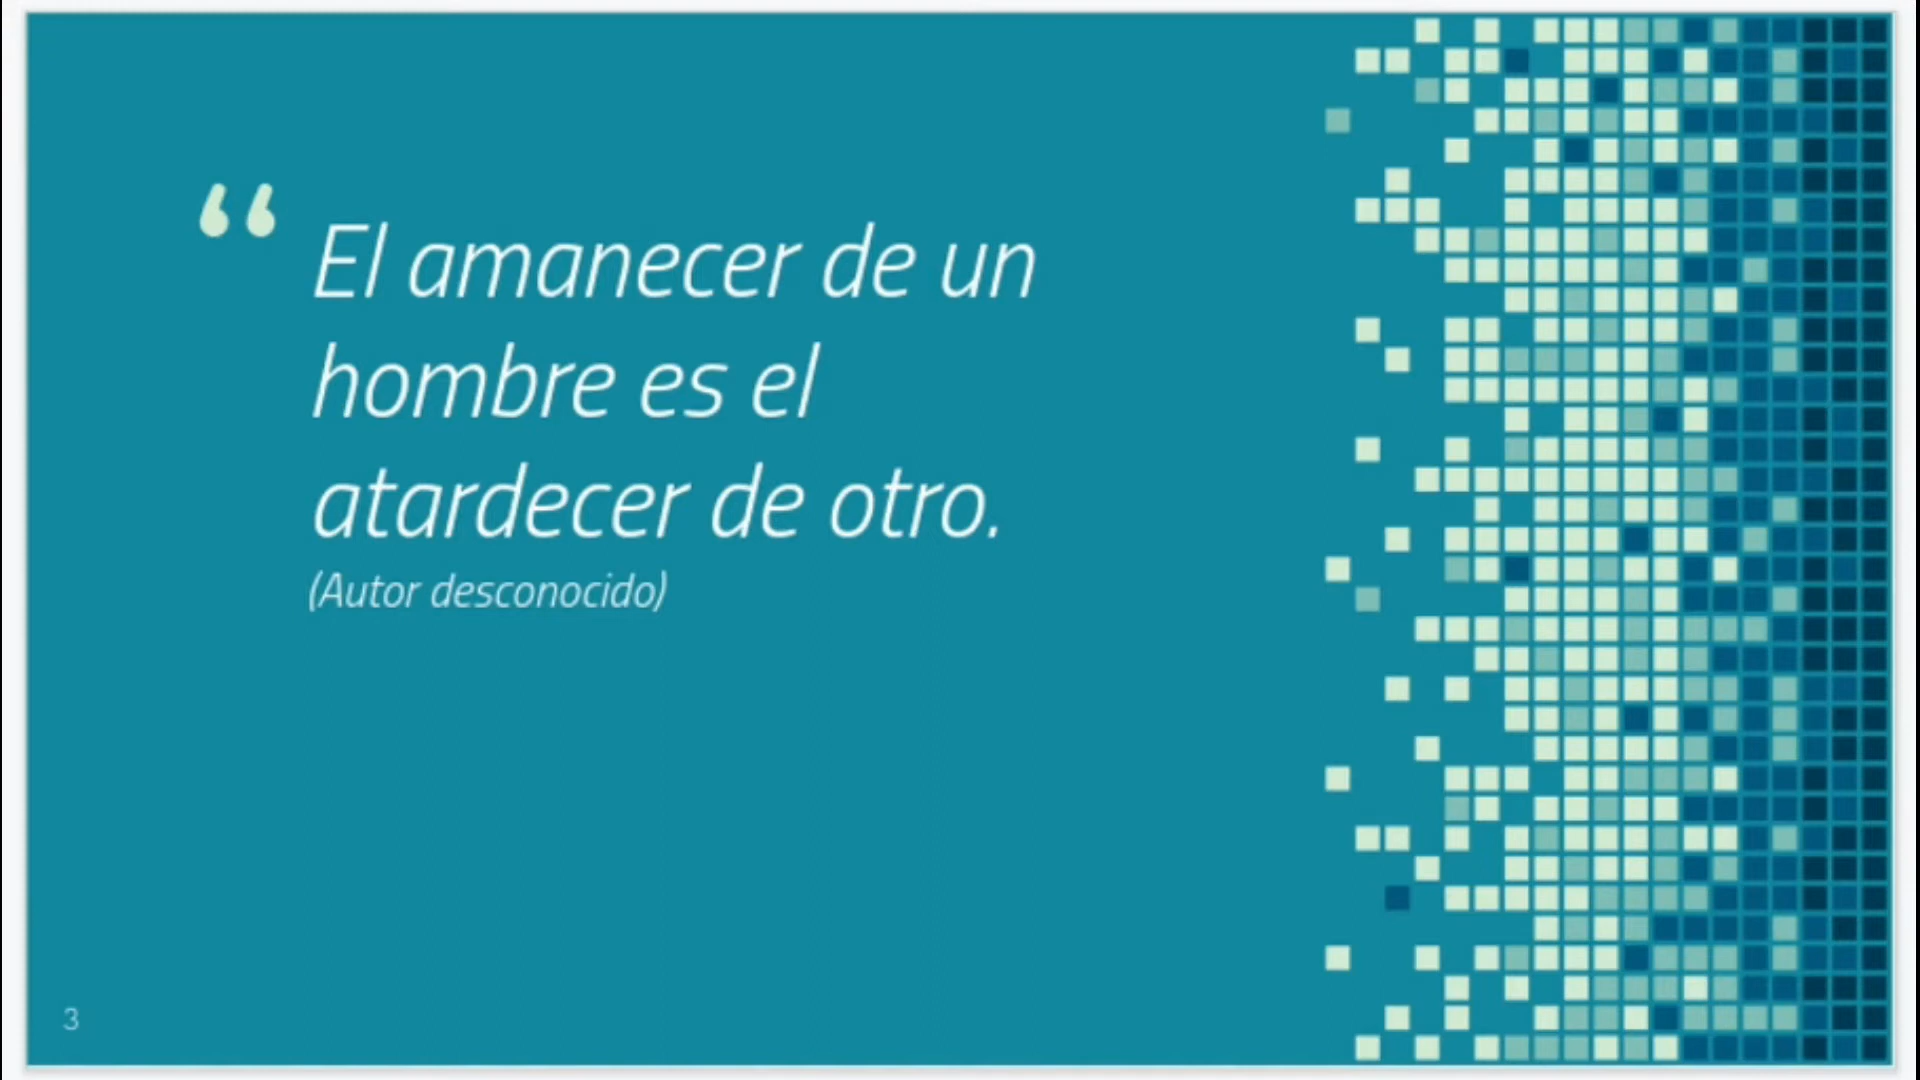 “ El amanecer de un
hombre es el
atardecer de otro.
(Autor desconocido)
3